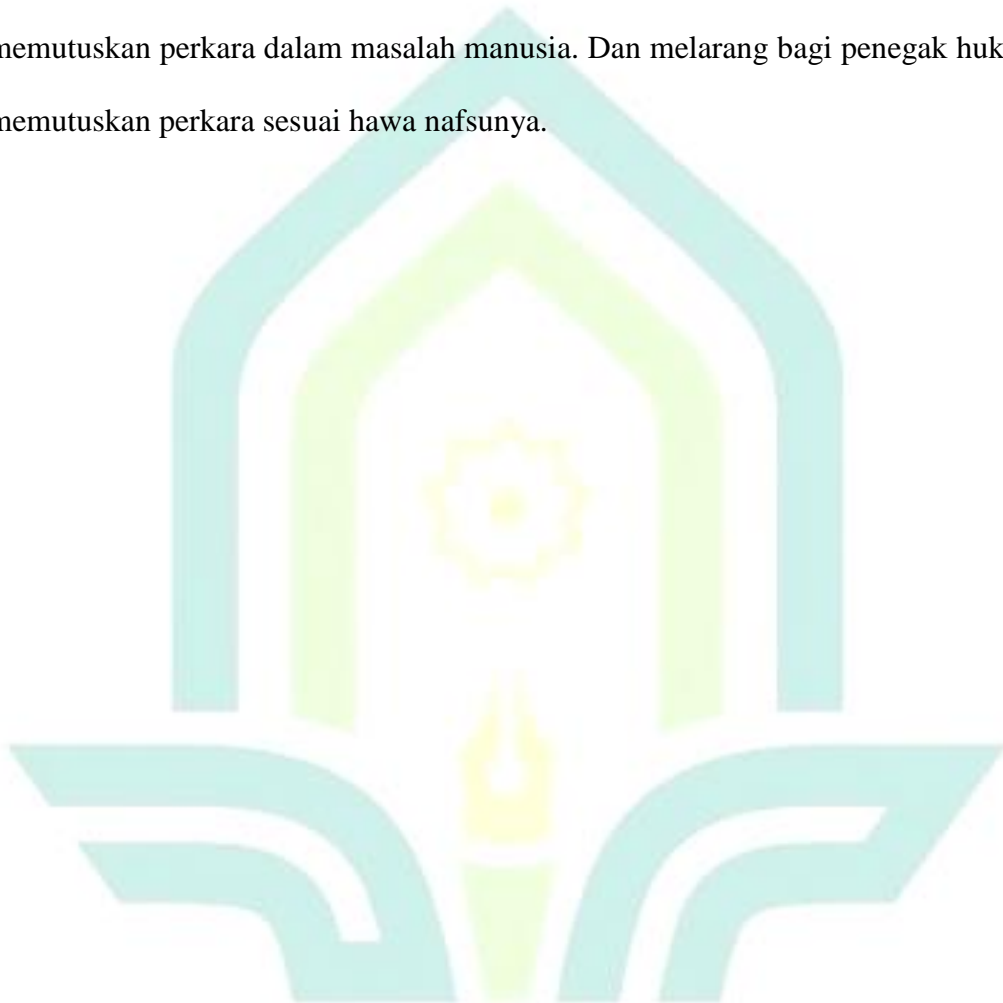 memutuskan perkara dalam masalah manusia. Dan melarang bagi penegak huk
memutuskan perkara sesuai hawa nafsunya.